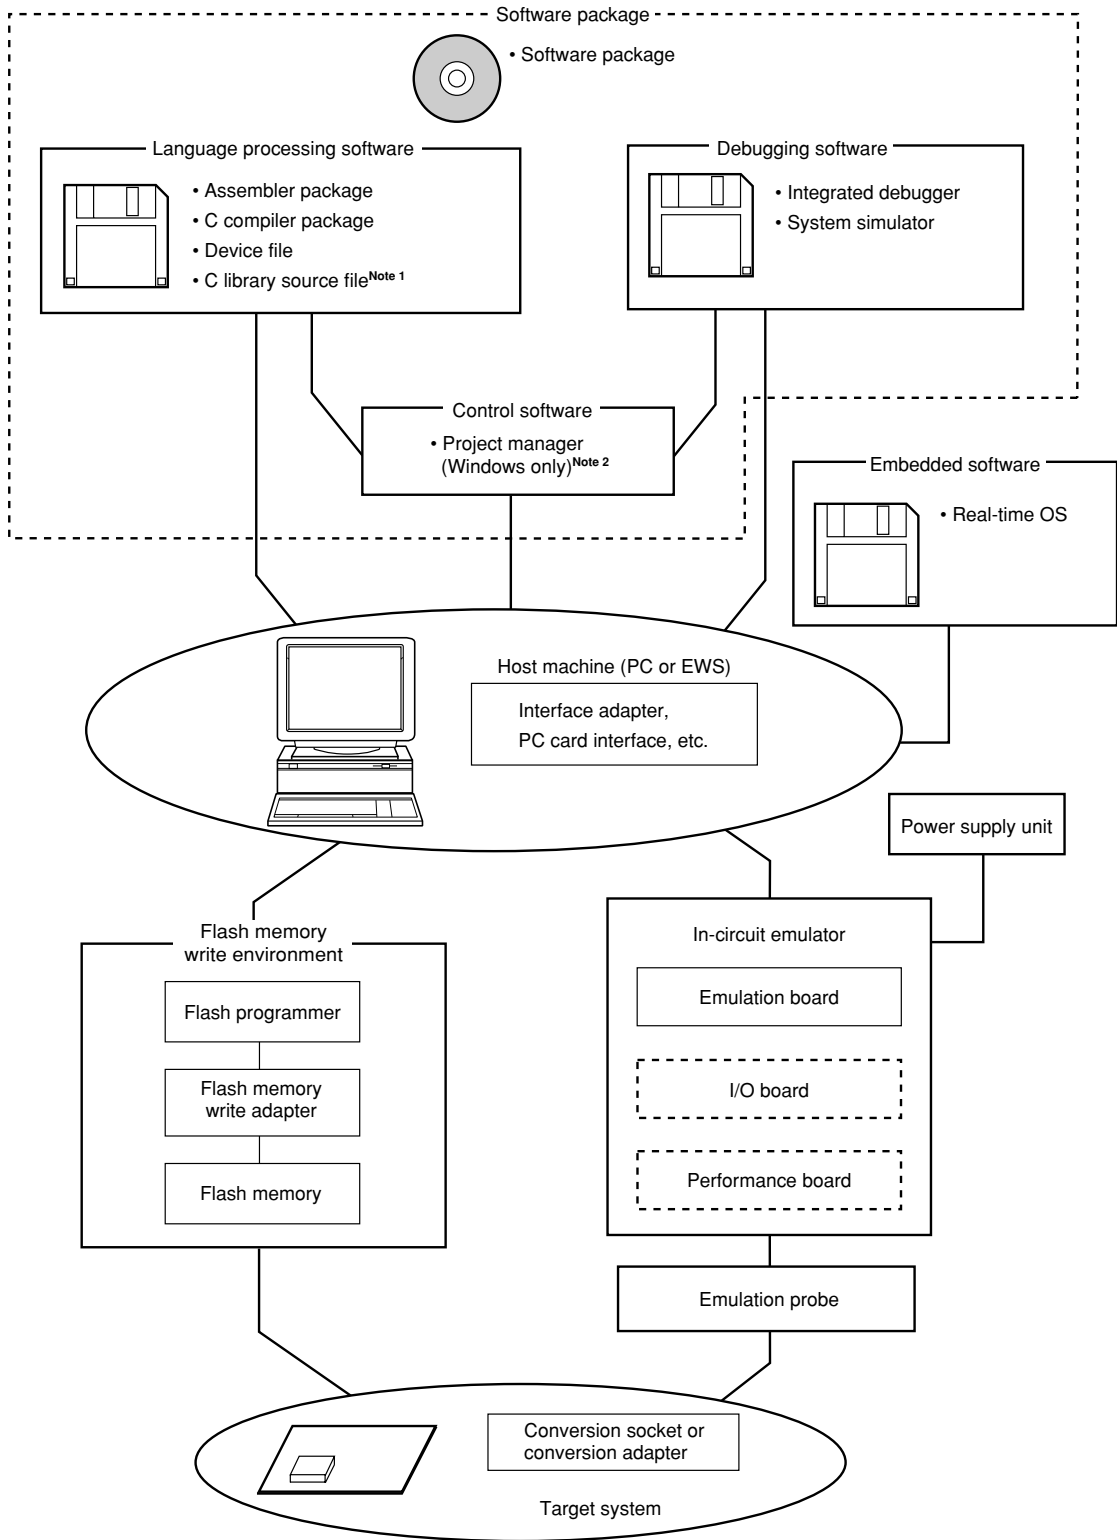 Software package
• Software package
Language processing software
• Assembler package
• C compiler package
• Device file
• C library source fileNote 1
Debugging software
• Integrated debugger
• System simulator
Control software
• Project manager
(Windows only)Note 2
Embedded software
• Real-time OS
Host machine (PC or EWS)
Interface adapter,
PC card interface, etc.
Power supply unit
Flash memory
write environment
Flash programmer
Flash memory
write adapter
Flash memory
In-circuit emulator
Emulation board
I/O board
Performance board
Emulation probe
Conversion socket or
conversion adapter
Target system